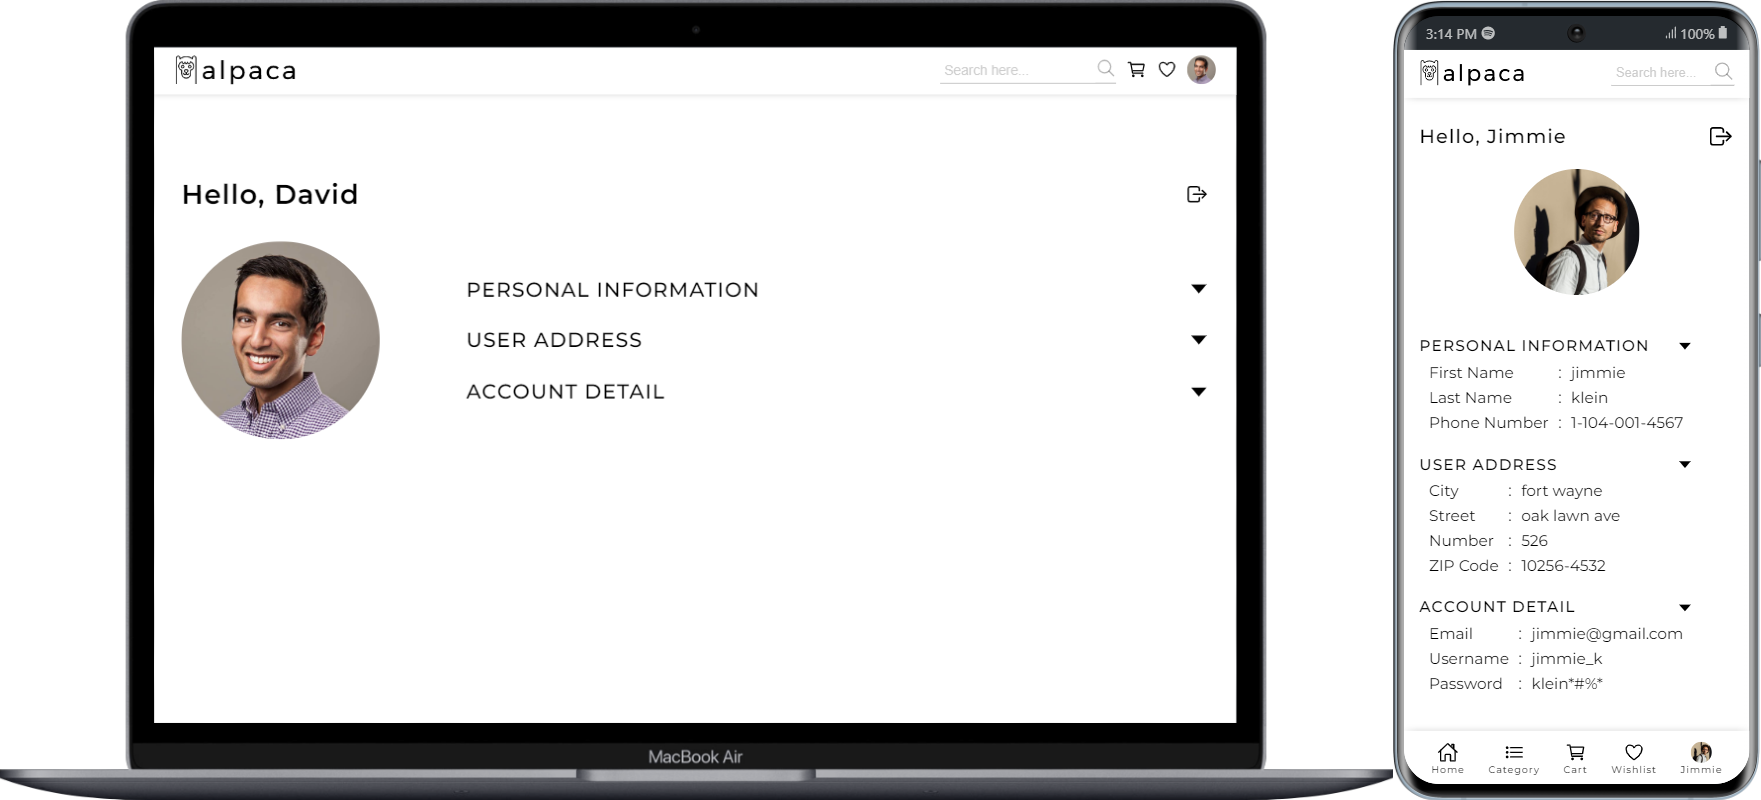 alpaca
Search here...
Hello, David
PERSONAL INFORMATION
USER ADDRESS
ACCOUNT DETAIL
MacBook Air
3:14 PM 100%
alpaca
Search here...
Hello, Jimmie
PERSONAL INFORMATION
First Name : jimmie
Last Name : klein
Phone Number : 1-104-001-4567
USER ADDRESS
City : fort wayne
Street : oak lawn ave
Number : 526
ZIP Code : 10256-4532
ACCOUNT DETAIL
Email : jimmie@gmail.com
Username : jimmie_k
Password : klein*#%*
Home Category Cart Wishlist Jimmie